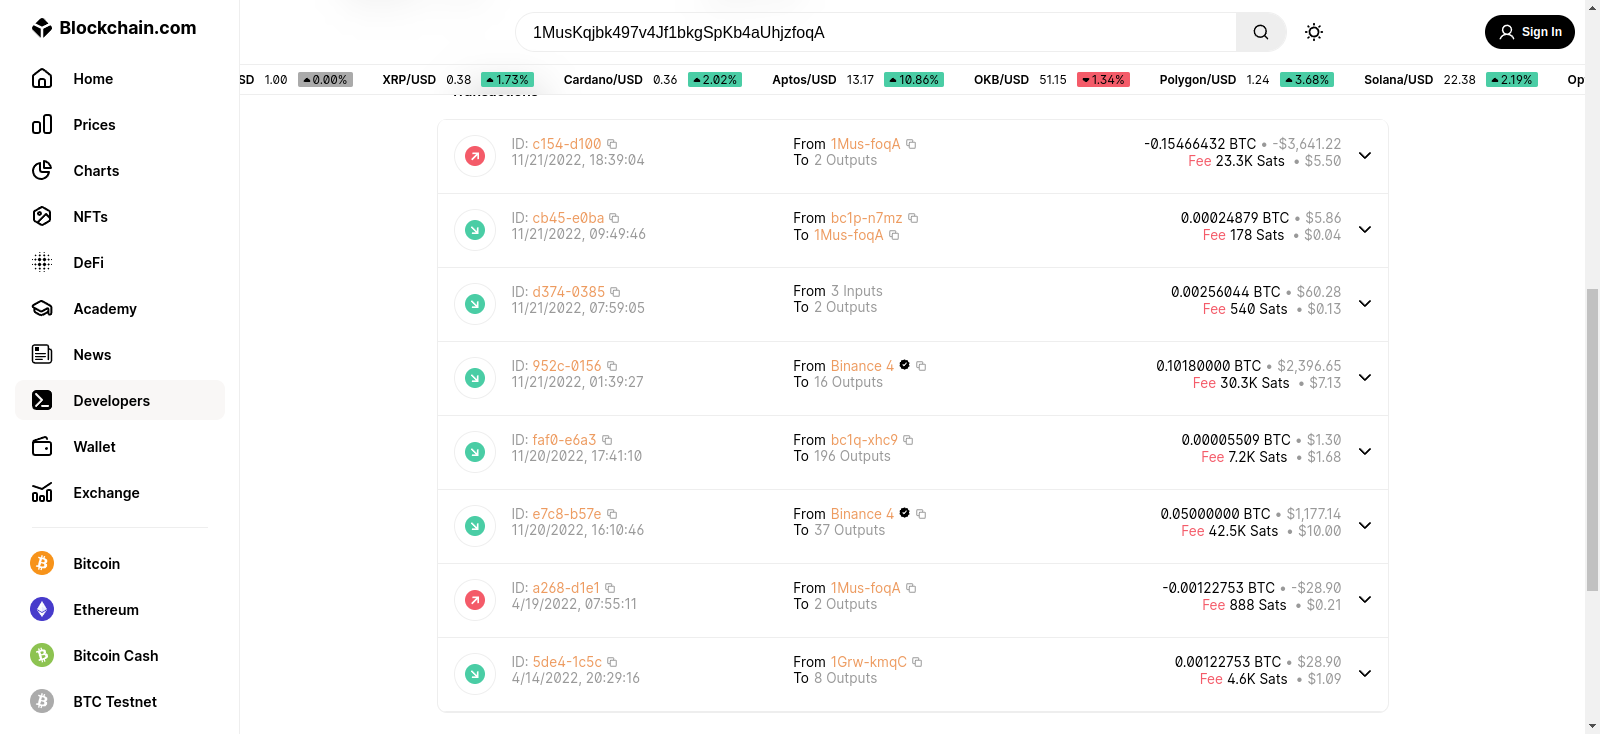 Blockchain.com
1MusKqjbk497v4Jf1bkgSpKb4aUhjzfoqA
Sign In
SD 1.00 0.00% XRP/USD 0.38 1.73% Cardano/USD 0.36 2.02% Aptos/USD 13.17 10.86% OKB/USD 51.15 1.34% Polygon/USD 1.24 3.68% Solana/USD 22.38 2.19% Op
Home
Prices
Charts
NFTs
DeFi
Academy
News
Developers
Wallet
Exchange
Bitcoin
Ethereum
Bitcoin Cash
BTC Testnet
Transactions
ID: c154-d100 From 1Mus-foqA -0.15466432 BTC • -$3,641.22
11/21/2022, 18:39:04 To 2 Outputs Fee 23.3K Sats • $5.50
ID: cb45-e0ba From bc1p-n7mz 0.00024879 BTC • $5.86
11/21/2022, 09:49:46 To 1Mus-foqA Fee 178 Sats • $0.04
ID: d374-0385 From 3 Inputs 0.00256044 BTC • $60.28
11/21/2022, 07:59:05 To 2 Outputs Fee 540 Sats • $0.13
ID: 952c-0156 From Binance 4 0.10180000 BTC • $2,396.65
11/21/2022, 01:39:27 To 16 Outputs Fee 30.3K Sats • $7.13
ID: faf0-e6a3 From bc1q-xhc9 0.00005509 BTC • $1.30
11/20/2022, 17:41:10 To 196 Outputs Fee 7.2K Sats • $1.68
ID: e7c8-b57e From Binance 4 0.05000000 BTC • $1,177.14
11/20/2022, 16:10:46 To 37 Outputs Fee 42.5K Sats • $10.00
ID: a268-d1e1 From 1Mus-foqA -0.00122753 BTC • -$28.90
4/19/2022, 07:55:11 To 2 Outputs Fee 888 Sats • $0.21
ID: 5de4-1c5c From 1Grw-kmqC 0.00122753 BTC • $28.90
4/14/2022, 20:29:16 To 8 Outputs Fee 4.6K Sats • $1.09